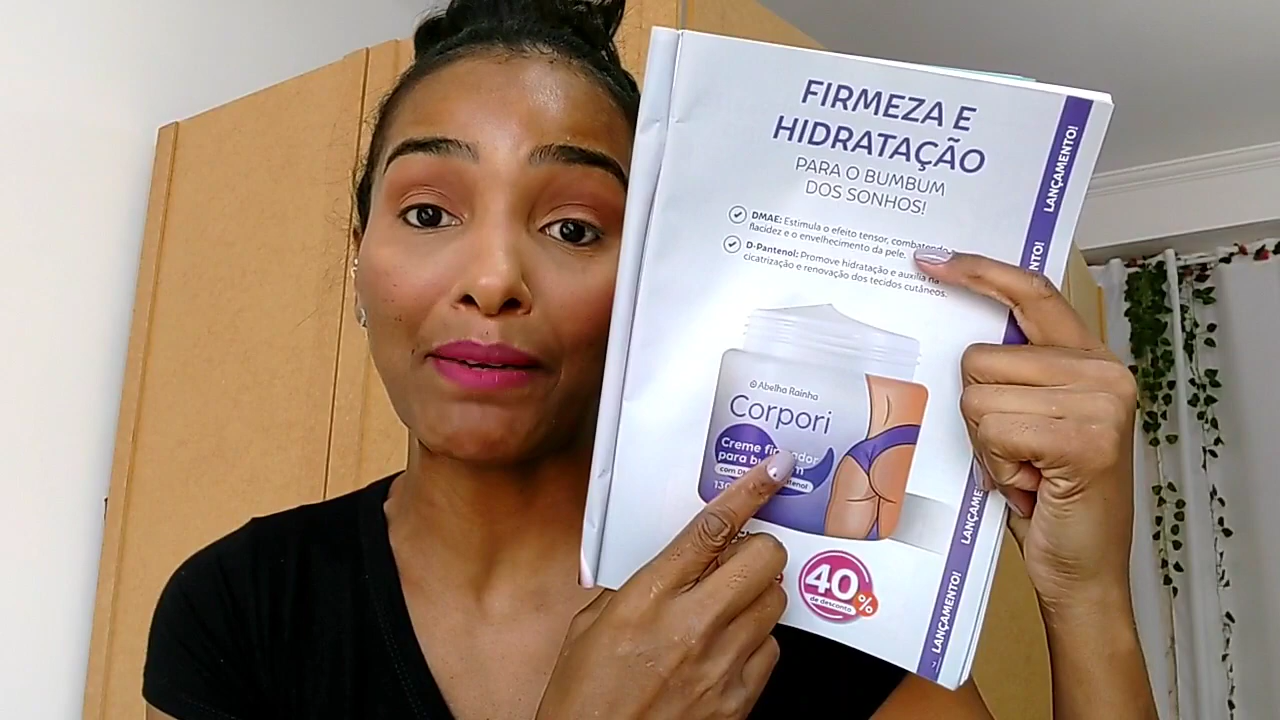 FIRMEZA E
HIDRATAÇÃO
PARA O BUMBUM
DOS SONHOS!
DMAE: Estimula o efeito tensor, combatendo a
flacidez e o envelhecimento da pele.
D-Pantenol: Promove hidratação e auxilia na
cicatrização e renovação dos tecidos cutâneos.
Abelha Rainha
Corpori
Creme
para
com
40%
de desconto
LANÇAMENTO!
LANÇAMENTO!
7